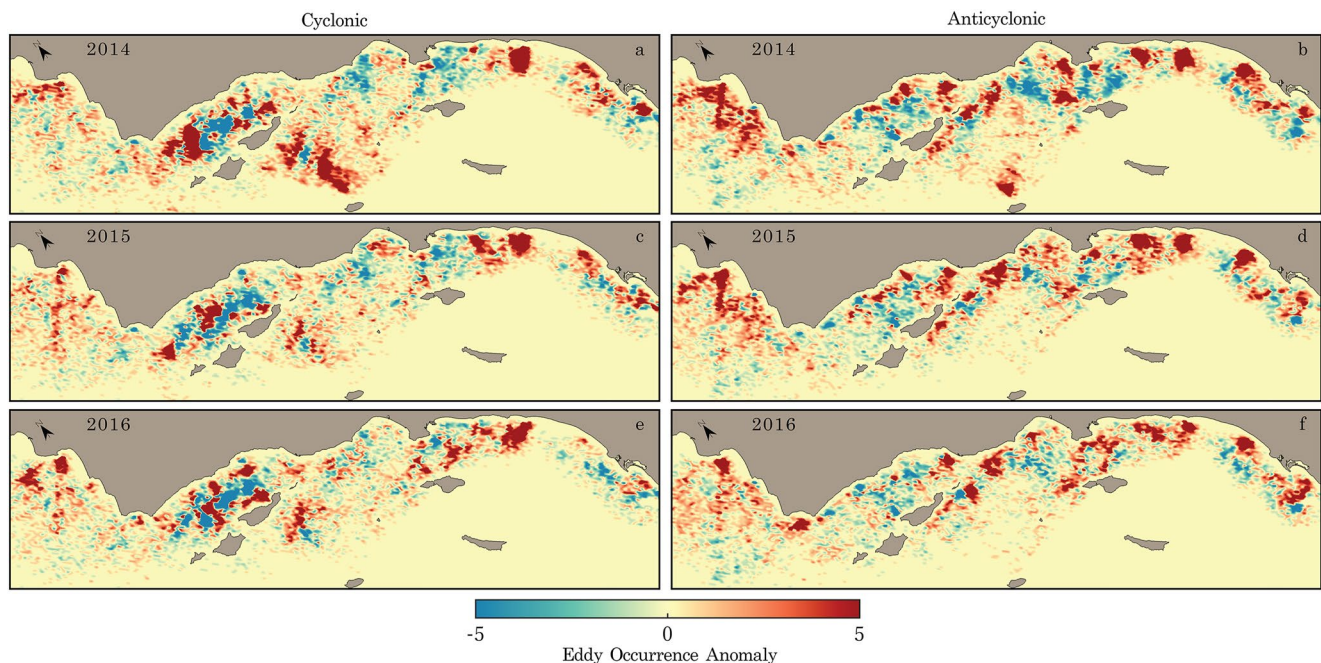 Cyclonic Anticyclonic
2014 a 2014 b
2015 c 2015 d
2016 e 2016 f
-5 0 5
Eddy Occurrence Anomaly